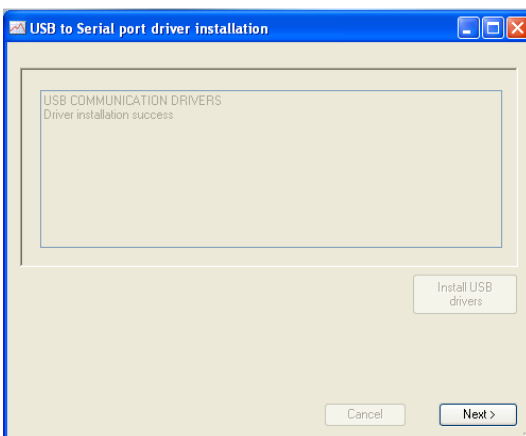 USB to Serial port driver installation
USB COMMUNICATION DRIVERS
Driver installation success
Install USB
drivers
Cancel
Next >